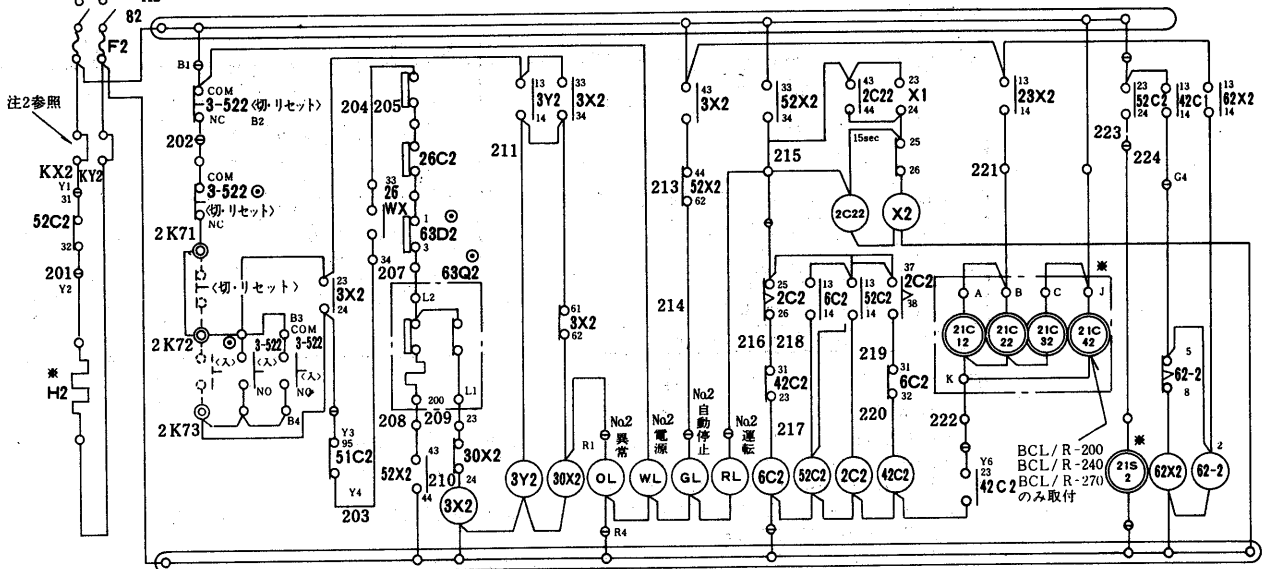 82
F2
注2参照
KX2
KY2
Y1
31
52C2
32
201
Y2
※
H2
B1
COM
3-522 〈切・リセット〉
NC
B2
202
COM
3-522
〈切・リセット〉
NC
2K71
〈切・リセット〉
2K72
B3
COM
3-522
3-522
〈入〉
〈入〉
NO
NO
2K73
B4
23
3X2
24
Y3
95
51C2
Y4
203
204
205
26C2
33
26
WX
34
1
63D2
3
207
63Q2
L2
L1
200
208
209
23
30X2
24
43
52X2
44
210
3X2
13
3Y2
14
33
3X2
34
211
61
3X2
62
R1
No.2
異常
No.2
電源
No.2
自動停止
No.2
運転
3Y2
30X2
OL
WL
GL
RL
R4
43
3X2
44
213
44
52X2
62
214
33
52X2
34
215
43
2C22
44
23
X1
24
15sec
25
26
2C22
X2
25
2C2
26
216
218
13
6C2
14
13
52C2
14
37
2C2
38
31
42C2
23
217
219
31
6C2
32
220
6C2
52C2
2C2
42C2
13
23X2
14
221
A
B
C
J
※
21C
12
21C
22
21C
32
21C
42
K
222
Y6
23
42C2
BCL/R-200
BCL/R-240
BCL/R-270
のみ取付
23
52C2
24
13
42C1
14
13
62X2
14
223
224
G4
5
62-2
8
※
21S
2
62X2
2
62-2